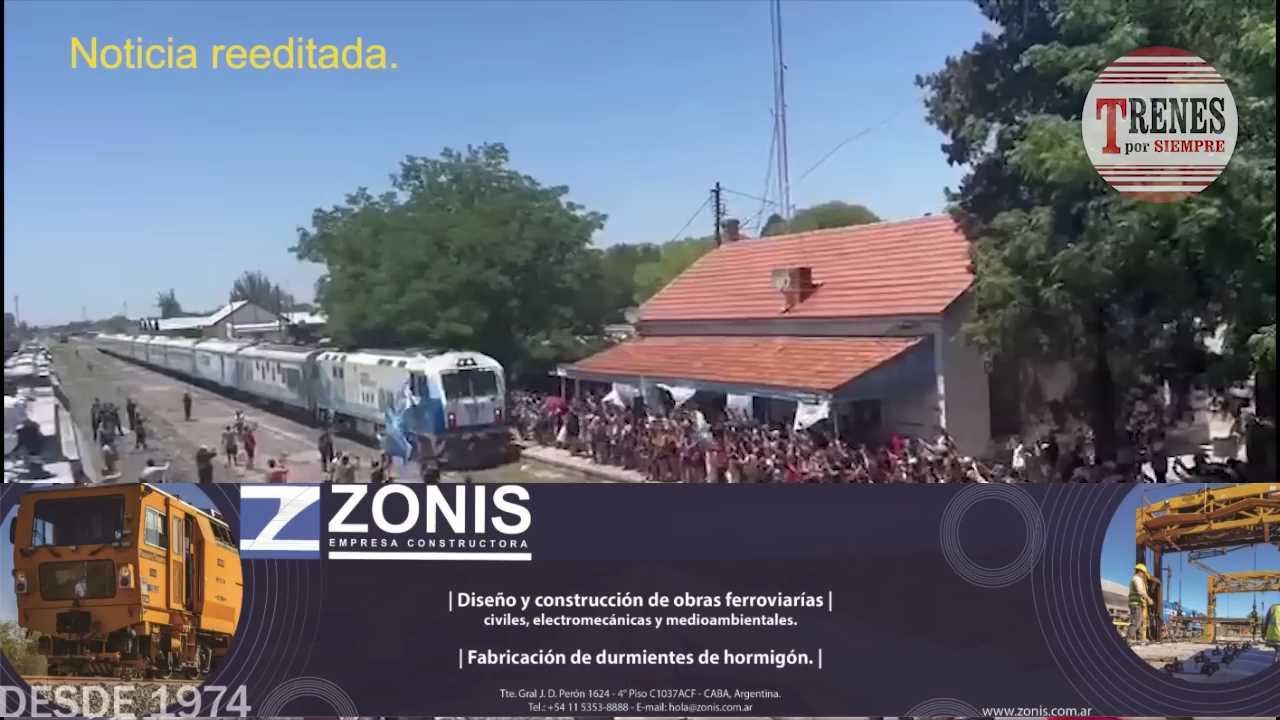 Noticia reeditada.
TRENES
por SIEMPRE
Z ZONIS
EMPRESA CONSTRUCTORA
| Diseño y construcción de obras ferroviarías |
civiles, electromecánicas y medioambientales.
| Fabricación de durmientes de hormigón. |
Tte. Gral J. D. Perón 1624 - 4° Piso C1037ACF - CABA, Argentina.
Tel.: +54 11 5353-8888 - E-mail: hola@zonis.com.ar
DESDE 1974
www.zonis.com.ar